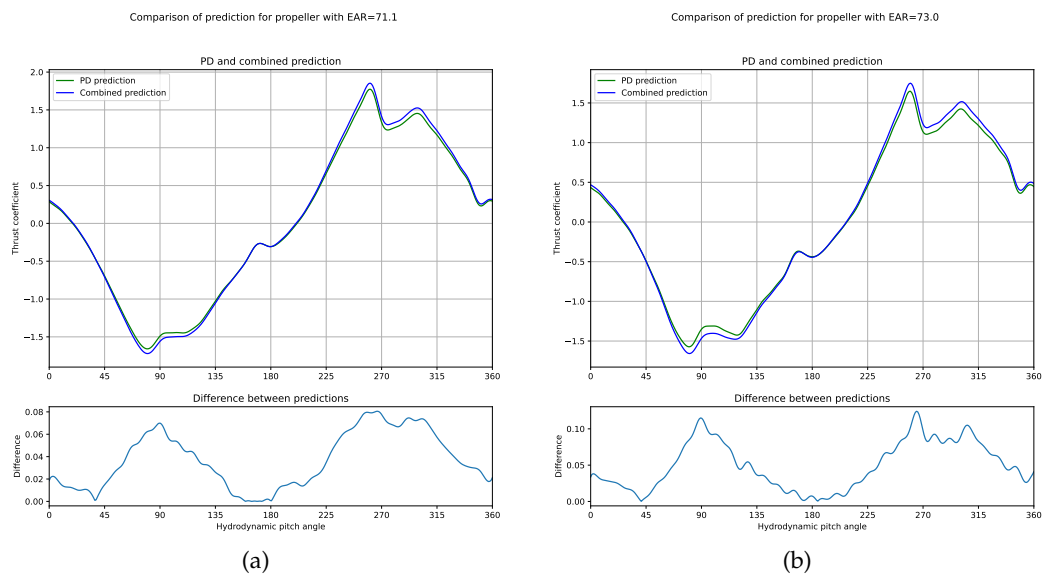 Comparison of prediction for propeller with EAR=71.1
PD and combined prediction
PD prediction
Combined prediction
Thrust coefficient
2.0
1.5
1.0
0.5
0.0
−0.5
−1.0
−1.5
0 45 90 135 180 225 270 315 360
Difference between predictions
Difference
0.08
0.06
0.04
0.02
0.00
0 45 90 135 180 225 270 315 360
Hydrodynamic pitch angle
(a)
Comparison of prediction for propeller with EAR=73.0
PD and combined prediction
PD prediction
Combined prediction
Thrust coefficient
1.5
1.0
0.5
0.0
−0.5
−1.0
−1.5
0 45 90 135 180 225 270 315 360
Difference between predictions
Difference
0.10
0.05
0.00
0 45 90 135 180 225 270 315 360
Hydrodynamic pitch angle
(b)